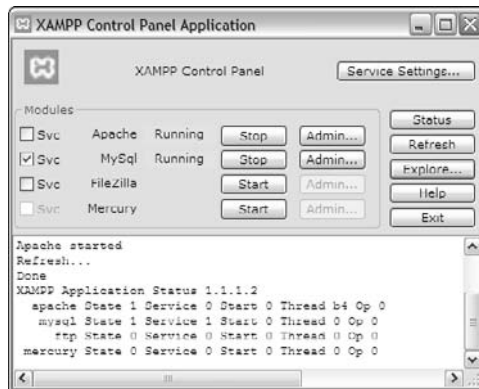 XAMPP Control Panel Application
XAMPP Control Panel
Service Settings...
Modules
Svc Apache Running Stop Admin...
Svc MySql Running Stop Admin...
Svc FileZilla Start Admin...
Svc Mercury Start Admin...
Status
Refresh
Explore...
Help
Exit
Apache started
Refresh...
Done
XAMPP Application Status 1.1.1.2
apache State 1 Service 0 Start 0 Thread b4 Op 0
mysql State 1 Service 1 Start 0 Thread 0 Op 0
ftp State 0 Service 0 Start 0 Thread 0 Op 0
mercury State 0 Service 0 Start 0 Thread 0 Op 0